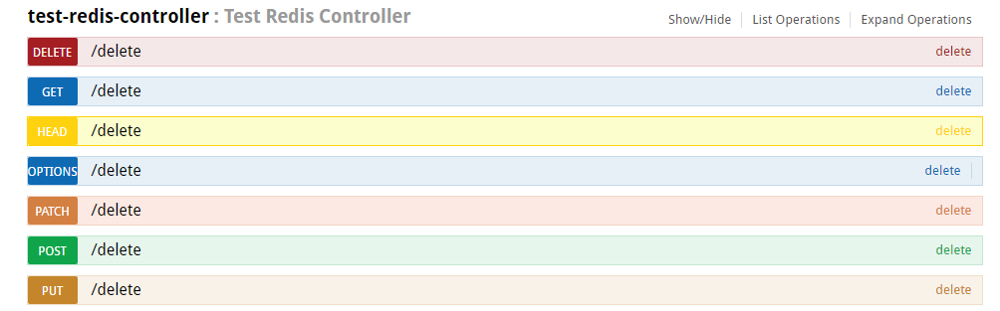 test-redis-controller : Test Redis Controller Show/Hide List Operations Expand Operations
DELETE /delete delete
GET /delete delete
HEAD /delete delete
OPTIONS /delete delete
PATCH /delete delete
POST /delete delete
PUT /delete delete